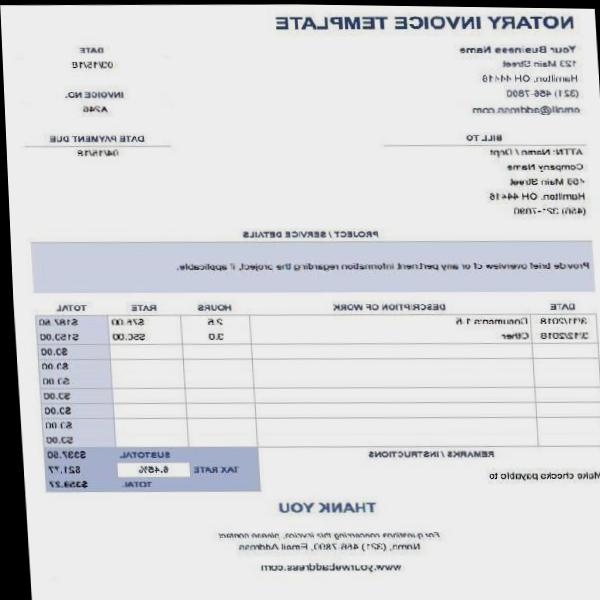 NOTARY INVOICE TEMPLATE
Your Business Name
123 Main Street
Hamilton, OH 44416
(321) 456-7890
email@address.com
DATE
03/15/18
INVOICE NO.
A246
BILL TO
ATTN: Name / Dept
Company Name
Main Street
Hamilton, OH 44416
(456) 321-7890
DATE PAYMENT DUE
04/15/18
PROJECT / SERVICE DETAILS
Provide brief overview of or any pertinent information regarding the project, if applicable.
DATE DESCRIPTION OF WORK HOURS RATE TOTAL
3/11/2018 Documents 1-5 2.5 $75.00 $187.50
3/12/2018 Other 3.0 $50.00 $150.00
$0.00
$0.00
$0.00
$0.00
$0.00
$0.00
$0.00
REMARKS / INSTRUCTIONS SUBTOTAL $337.50
Make checks payable to TAX RATE 6.45% $21.77
TOTAL $359.27
THANK YOU
For questions concerning this invoice, please contact
Name, (321) 456-7890, Email Address
www.yourwebaddress.com